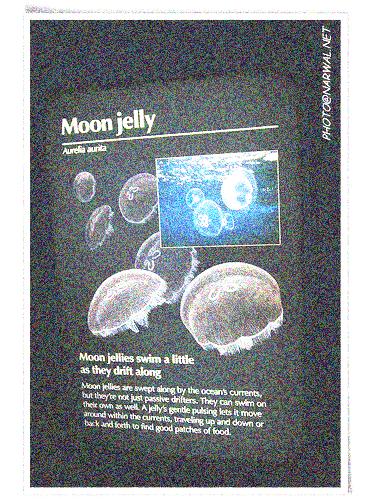 PHOTO@NARWAL.NET
Moon jelly
Aurelia aurita
Moon jellies swim a little
as they drift along
Moon jellies are swept along by the ocean's currents,
but they're not just passive drifters. They can swim on
their own as well. A jelly's gentle pulsing lets it move
around within the currents, traveling up and down or
back and forth to find good patches of food.